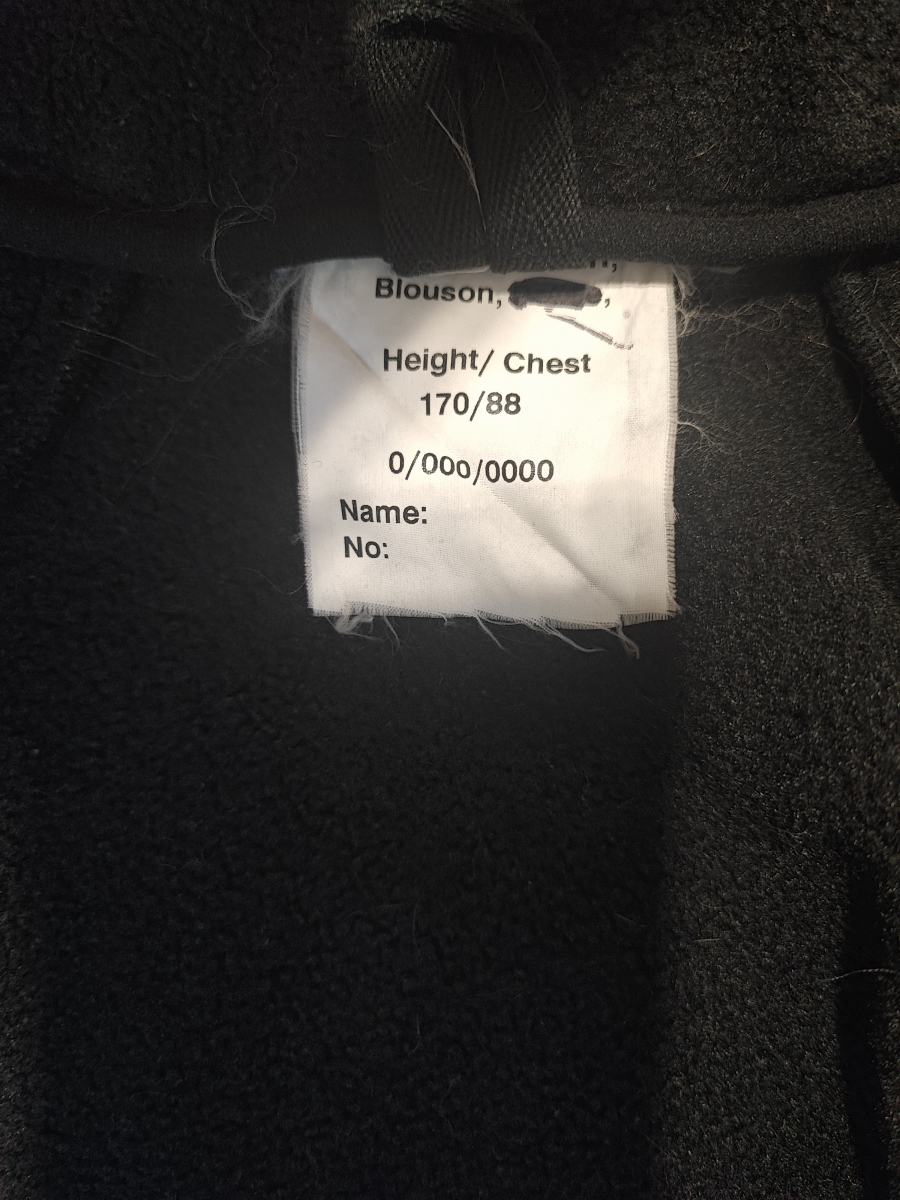 Blouson, ,
Height/ Chest
170/88
0/000/0000
Name:
No: